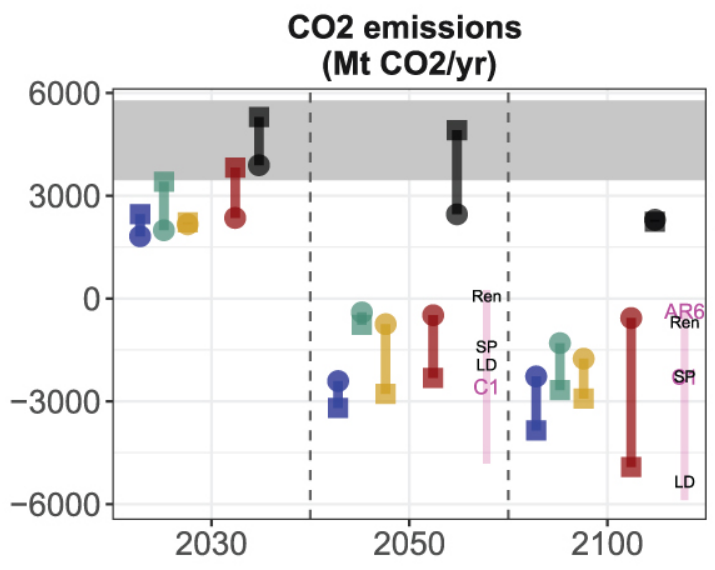 CO2 emissions
(Mt CO2/yr)
6000
3000
0
−3000
−6000
Ren
SP
LD
C1
AR6
Ren
SP
LD
2030
2050
2100